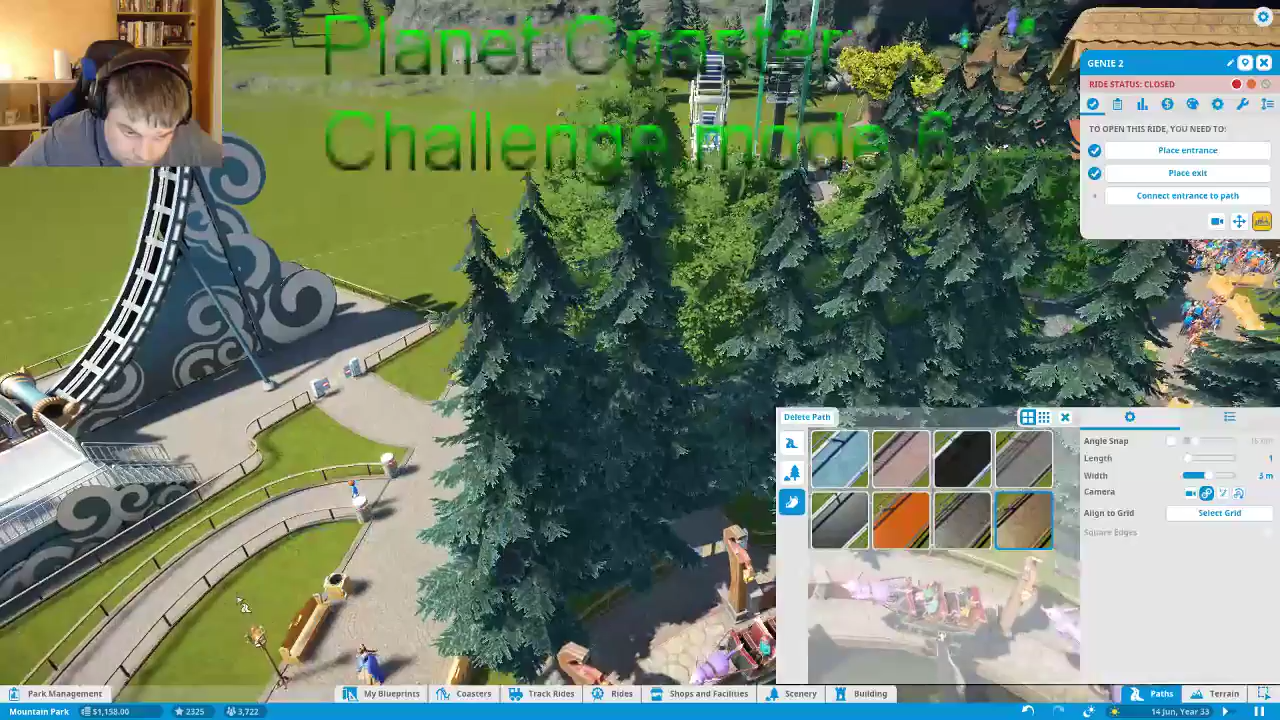 Planet Coaster
Challenge mode 6
GENIE 2
RIDE STATUS: CLOSED
TO OPEN THIS RIDE, YOU NEED TO:
Place entrance
Place exit
Connect entrance to path
Delete Path
Angle Snap
Length 1
Width 3 m
Camera
Align to Grid Select Grid
Square Edges
Park Management My Blueprints Coasters Track Rides Rides Shops and Facilities Scenery Building Paths Terrain
Mountain Park $1,158.00 2325 3,722 14 Jun, Year 33